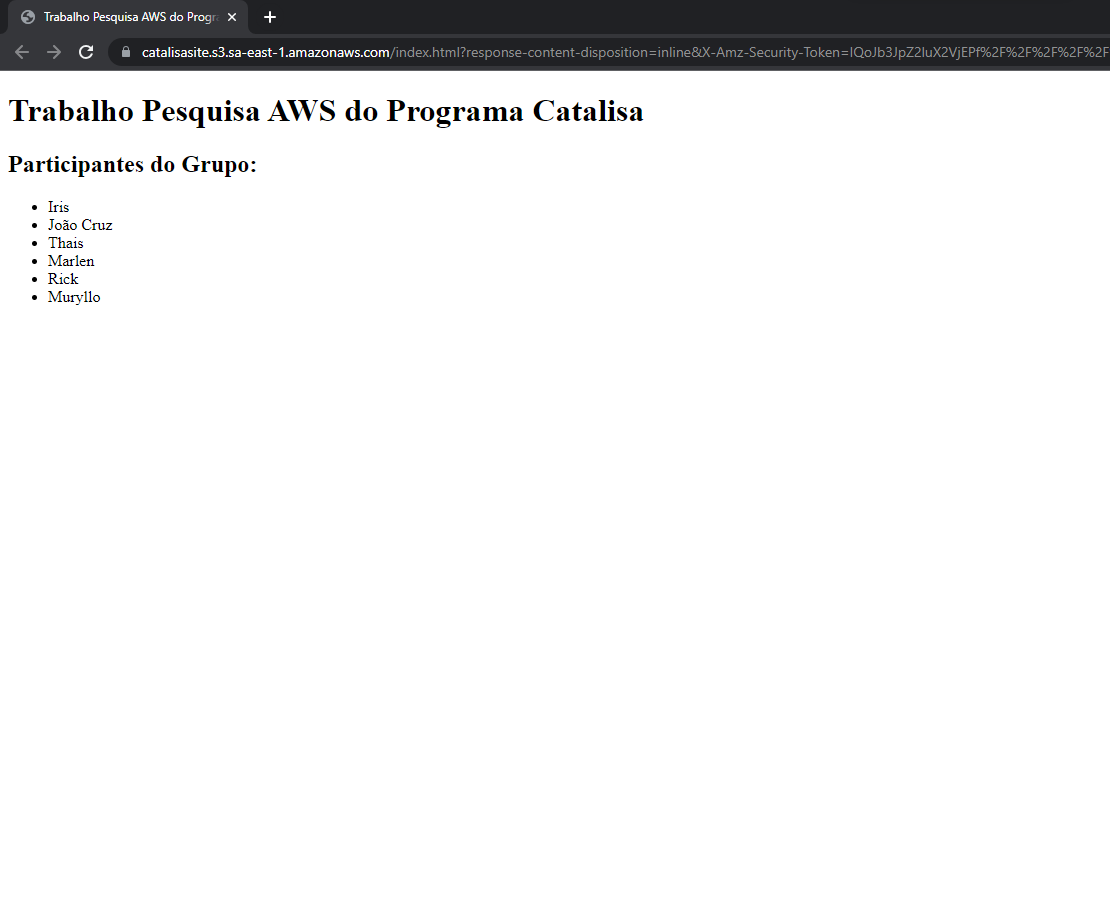 Trabalho Pesquisa AWS do Progra
catalisasite.s3.sa-east-1.amazonaws.com/index.html?response-content-disposition=inline&X-Amz-Security-Token=IQoJb3JpZ2luX2VjEPf%2F%2F%2F%2F%2F
Trabalho Pesquisa AWS do Programa Catalisa
Participantes do Grupo:
• Iris
• João Cruz
• Thais
• Marlen
• Rick
• Muryllo